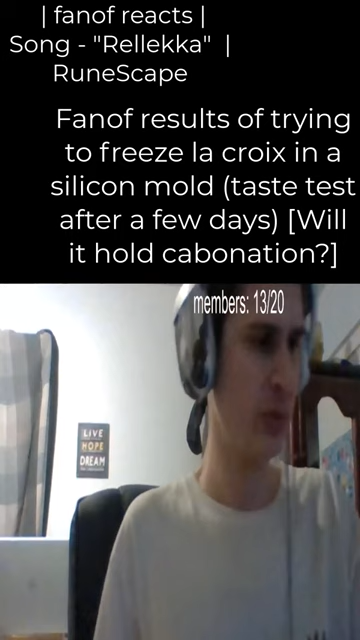 | fanof reacts |
Song - "Rellekka" |
RuneScape
Fanof results of trying
to freeze la croix in a
silicon mold (taste test
after a few days) [Will
it hold cabonation?]
members: 13/20
LIVE
HOPE
DREAM